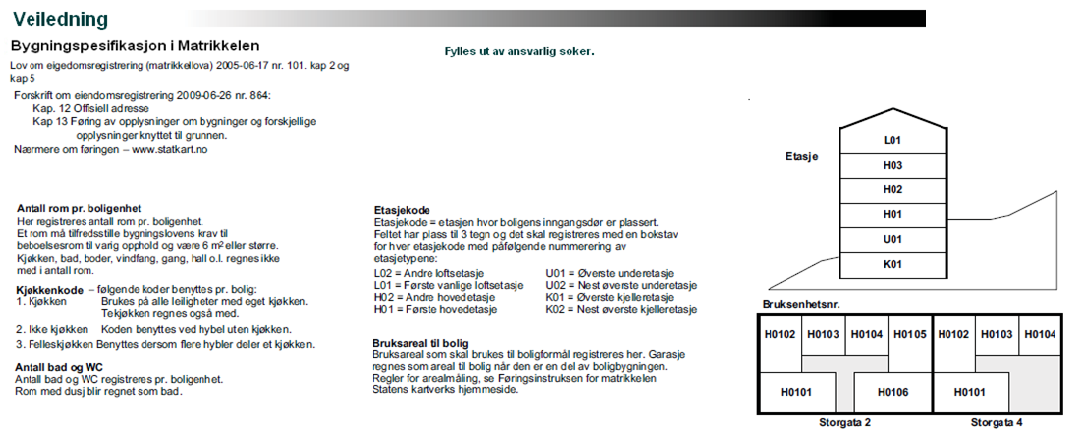 Veiledning
Bygningspesifikasjon i Matrikkelen
Fylles ut av ansvarlig søker.
Lov om eigedomsregistrering (matrikkellova) 2005-06-17 nr. 101. kap 2 og
kap 5
Forskrift om eiendomsregistrering 2009-06-26 nr. 864:
Kap. 12 Offisiell adresse
Kap 13 Føring av opplysninger om bygninger og forskjellige
opplysninger knyttet til grunnen.
Nærmere om føringen – www.statkart.no
Antall rom pr. boligenhet
Her registreres antall rom pr. boligenhet
Et rom må tilfredsstille bygningslovens krav til
beboelsesrom til varig opphold og være 6 m² eller større.
Kjøkken, bad, boder, vindfang, gang, hall o.l. regnes ikke
med i antall rom.
Kjøkkenkode – følgende koder benyttes pr. bolig:
1. Kjøkken Brukes på alle leiligheter med eget kjøkken.
Tekjøkken regnes også med.
2. Ikke kjøkken Koden benyttes ved hybel uten kjøkken.
3. Felleskjøkken Benyttes dersom flere hybler deler et kjøkken.
Antall bad og WC
Antall bad og WC registreres pr. boligenhet.
Rom med dusj blir regnet som bad.
Etasjekode
Etasjekode = etasjen hvor boligens inngangsdør er plassert.
Feltet har plass til 3 tegn og det skal registreres med en bokstav
for hver etasjekode med påfølgende nummerering av
etasjetypene:
L02 = Andre loftsetasje U01 = Øverste underetasje
L01 = Første vanlige loftsetasje U02 = Nest øverste underetasje
H02 = Andre hovedetasje K01 = Øverste kjelleretasje
H01 = Første hovedetasje K02 = Nest øverste kjelleretasje
Bruksareal til bolig
Bruksareal som skal brukes til boligformål registreres her. Garasje
regnes som areal til bolig når den er en del av boligbygningen.
Regler for arealmåling, se Føringsinstruksen for matrikkelen
Statens kartverks hjemmeside.
Etasje
L01
H03
H02
H01
U01
K01
Bruksenhetsnr.
H0102 H0103 H0104 H0105 H0102 H0103 H0104
H0101 H0106 H0101
Storgata 2 Storgata 4